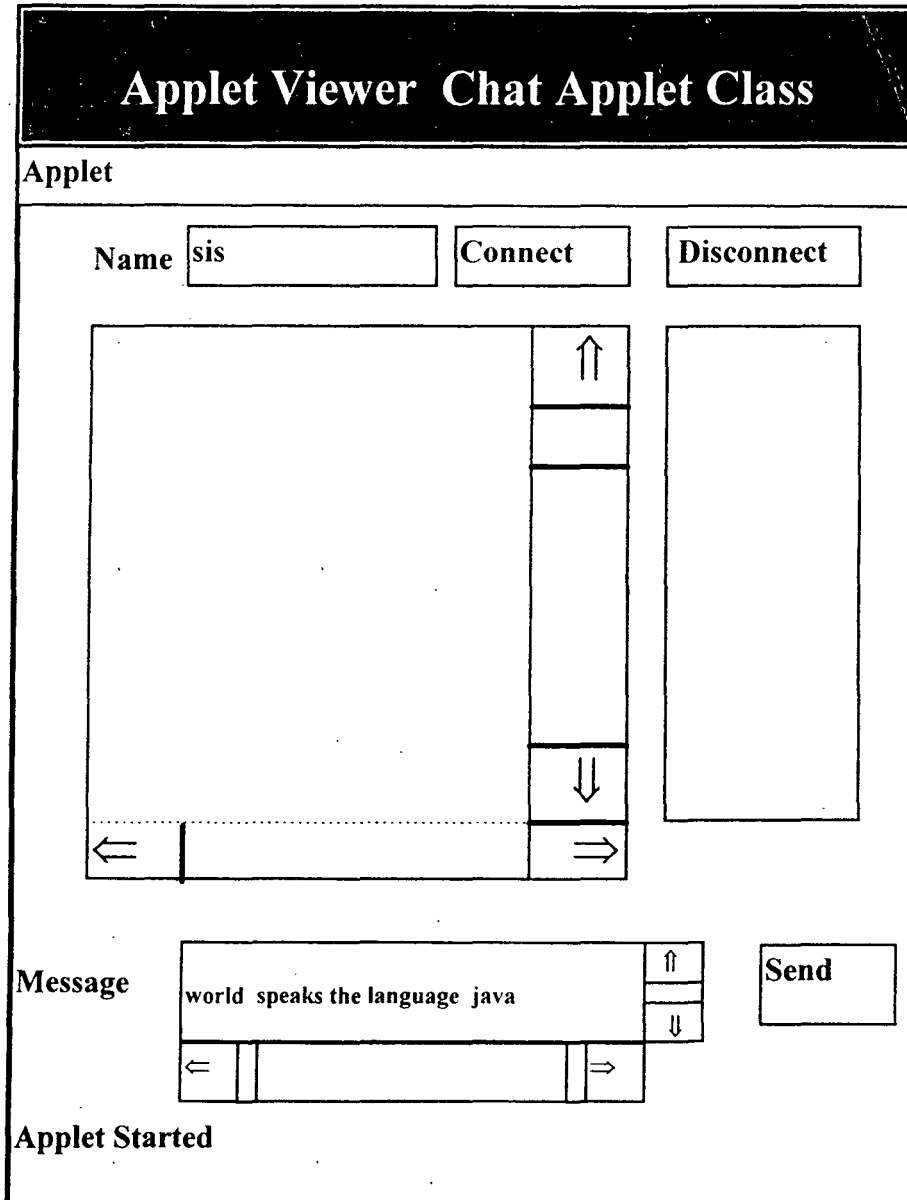 Applet Viewer Chat Applet Class
Applet
Name sis Connect Disconnect
Message world speaks the language java Send
Applet Started